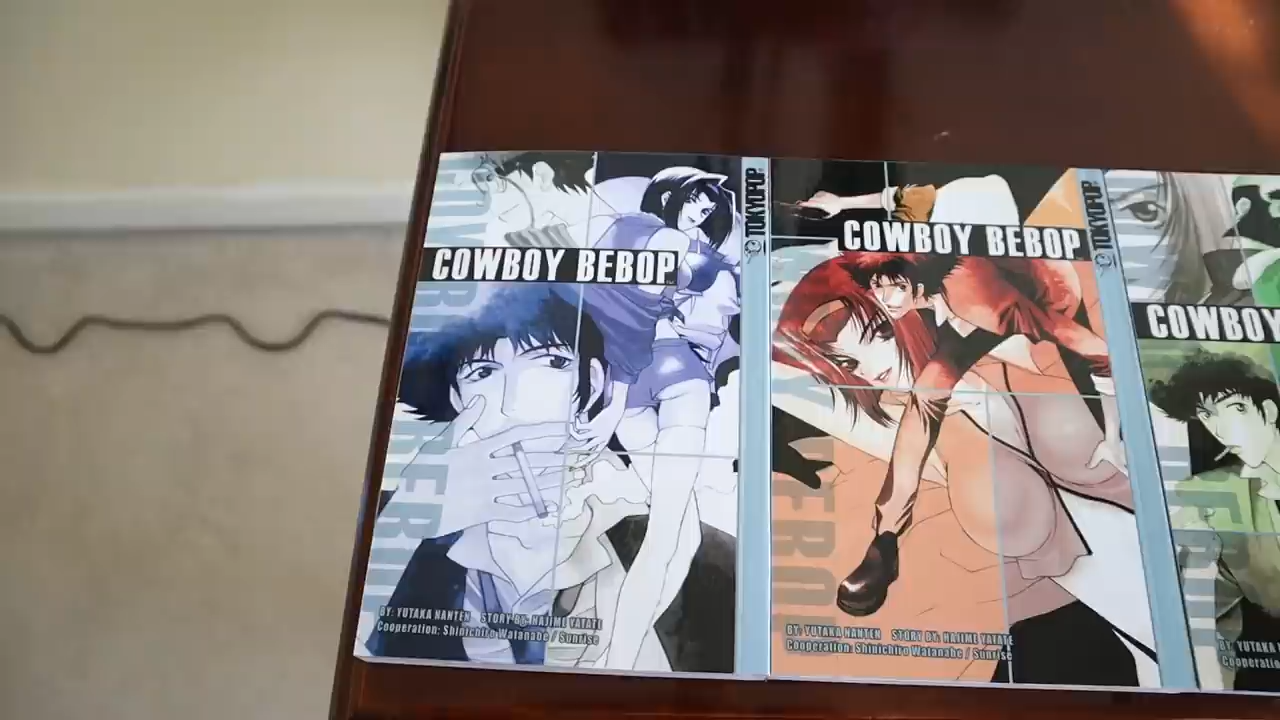 COWBOY BEBOP
BY: YUTAKA NANTEN STORY BY: HAJIME YATATE
Cooperation: Shinichiro Watanabe / Sunrise
TOKYOPOP
COWBOY BEBOP
BY: YUTAKA NANTEN STORY BY: HAJIME YATATE
Cooperation: Shinichiro Watanabe / Sunrise
TOKYOPOP
COWBOY
BY: YUTAKA
Cooperatio